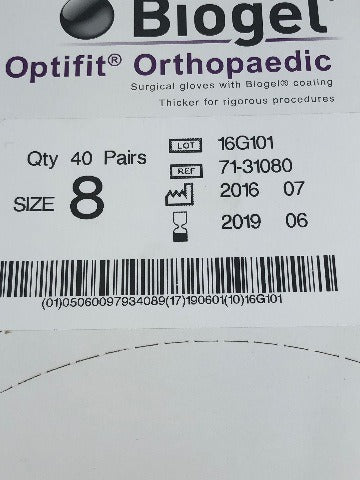 Biogel®
Optifit® Orthopaedic
Surgical gloves with Biogel® coating
Thicker for rigorous procedures
LOT 16G101
Qty 40 Pairs
REF 71-31080
SIZE 8
2016 07
2019 06
(01)05060097934089(17)190601(10)16G101